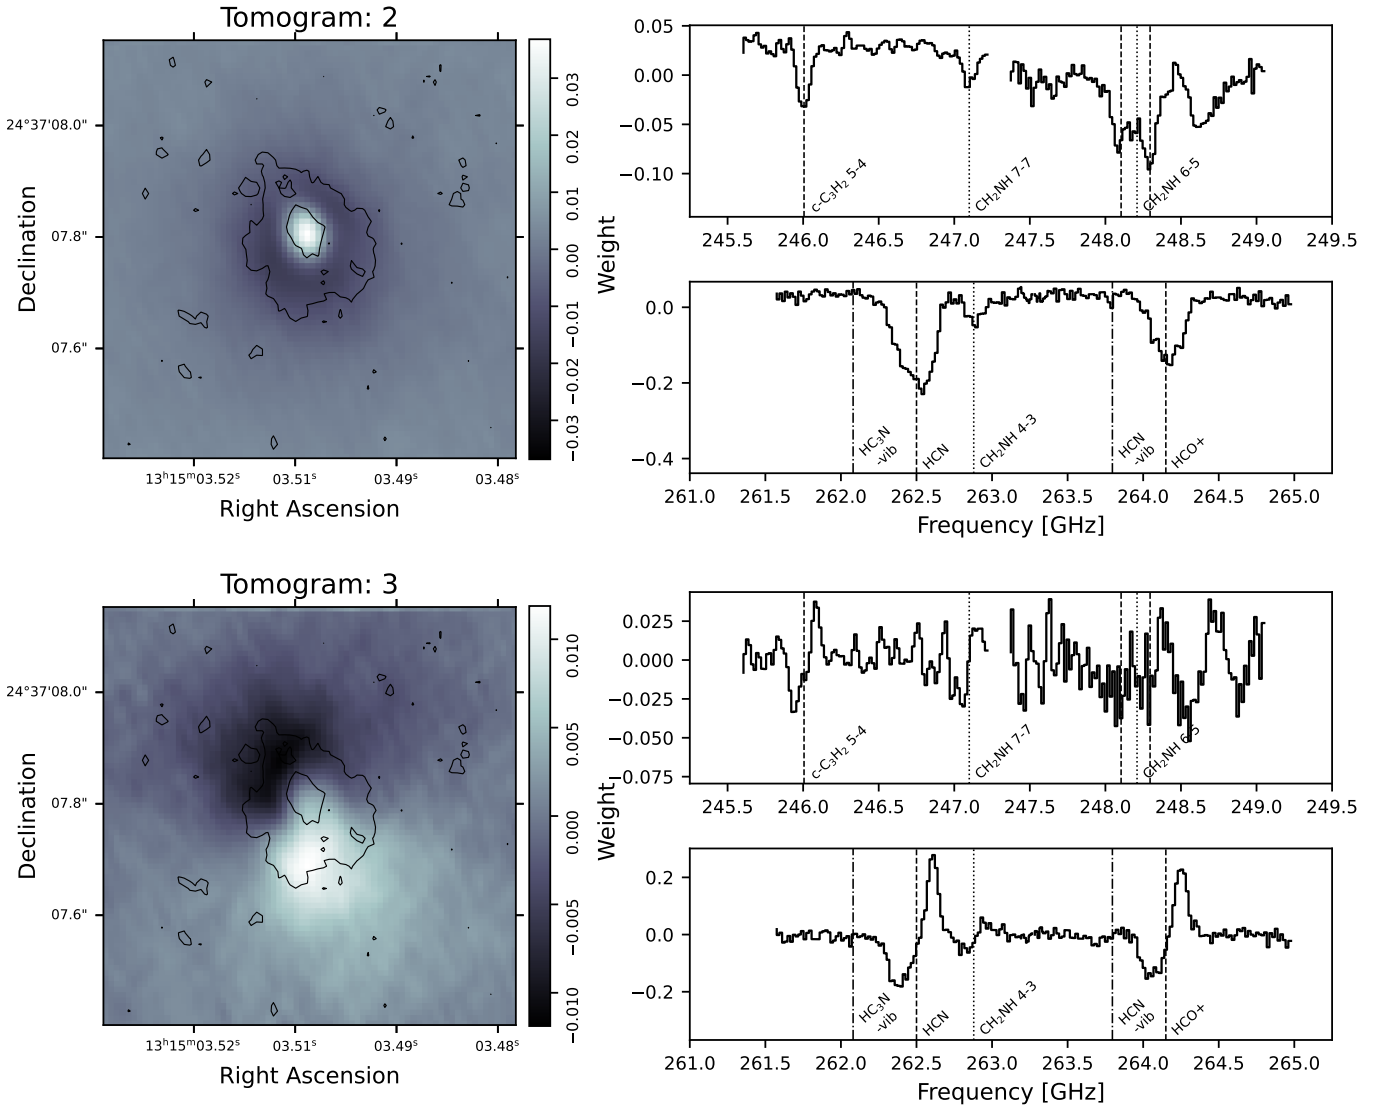 Tomogram: 2
Declination
24°37'08.0"
07.8"
07.6"
13ʰ15ᵐ03.52ˢ 03.51ˢ 03.49ˢ 03.48ˢ
Right Ascension
0.03
0.02
0.01
0.00
−0.01
−0.02
−0.03
Weight
0.05
0.00
−0.05
−0.10
c-C₃H₂ 5-4
CH₂NH 7-7
CH₂NH 6-5
245.5 246.0 246.5 247.0 247.5 248.0 248.5 249.0 249.5
0.0
−0.2
−0.4
HC₃N
-vib
HCN
CH₂NH 4-3
HCN
-vib
HCO+
261.0 261.5 262.0 262.5 263.0 263.5 264.0 264.5 265.0
Frequency [GHz]
Tomogram: 3
Declination
24°37'08.0"
07.8"
07.6"
13ʰ15ᵐ03.52ˢ 03.51ˢ 03.49ˢ 03.48ˢ
Right Ascension
0.010
0.005
0.000
−0.005
−0.010
Weight
0.025
0.000
−0.025
−0.050
−0.075
c-C₃H₂ 5-4
CH₂NH 7-7
CH₂NH 6-5
245.5 246.0 246.5 247.0 247.5 248.0 248.5 249.0 249.5
0.2
0.0
−0.2
HC₃N
-vib
HCN
CH₂NH 4-3
HCN
-vib
HCO+
261.0 261.5 262.0 262.5 263.0 263.5 264.0 264.5 265.0
Frequency [GHz]